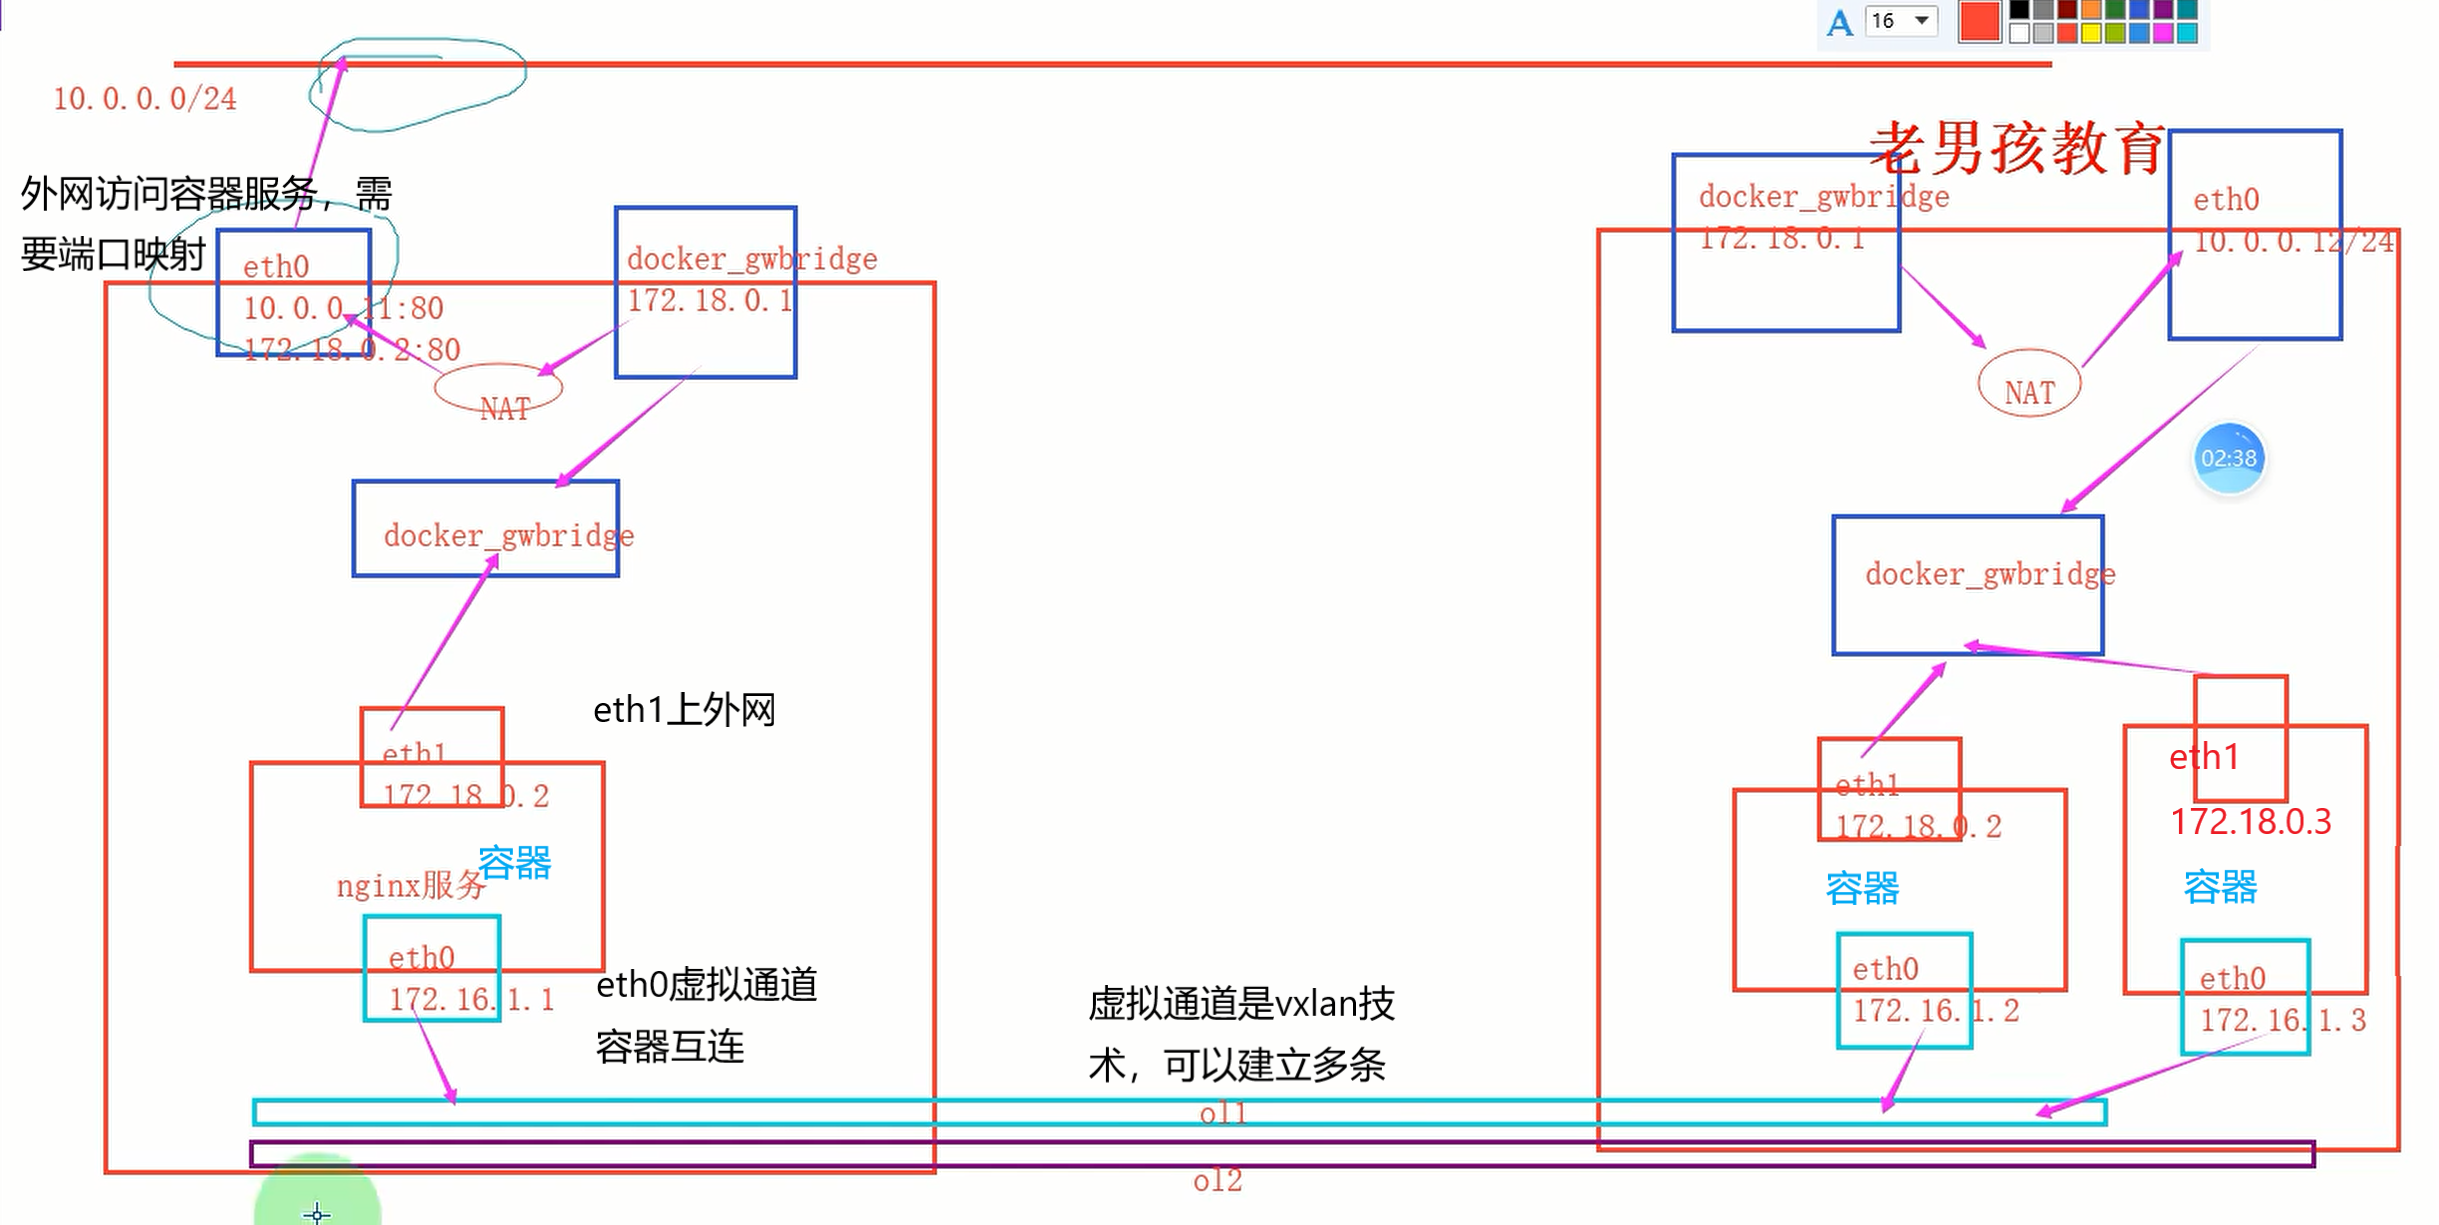 16
10.0.0.0/24
老男孩教育
外网访问容器服务，需
要端口映射
eth0
10.0.0.11:80
172.18.0.2:80
docker_gwbridge
172.18.0.1
NAT
docker_gwbridge
eth1
172.18.0.2
eth1上外网
容器
nginx服务
eth0
172.16.1.1
eth0虚拟通道
容器互连
虚拟通道是vxlan技
术，可以建立多条
ol1
ol2
docker_gwbridge
172.18.0.1
eth0
10.0.0.12/24
NAT
02:38
docker_gwbridge
eth1
172.18.0.2
容器
eth0
172.16.1.2
eth1
172.18.0.3
容器
eth0
172.16.1.3